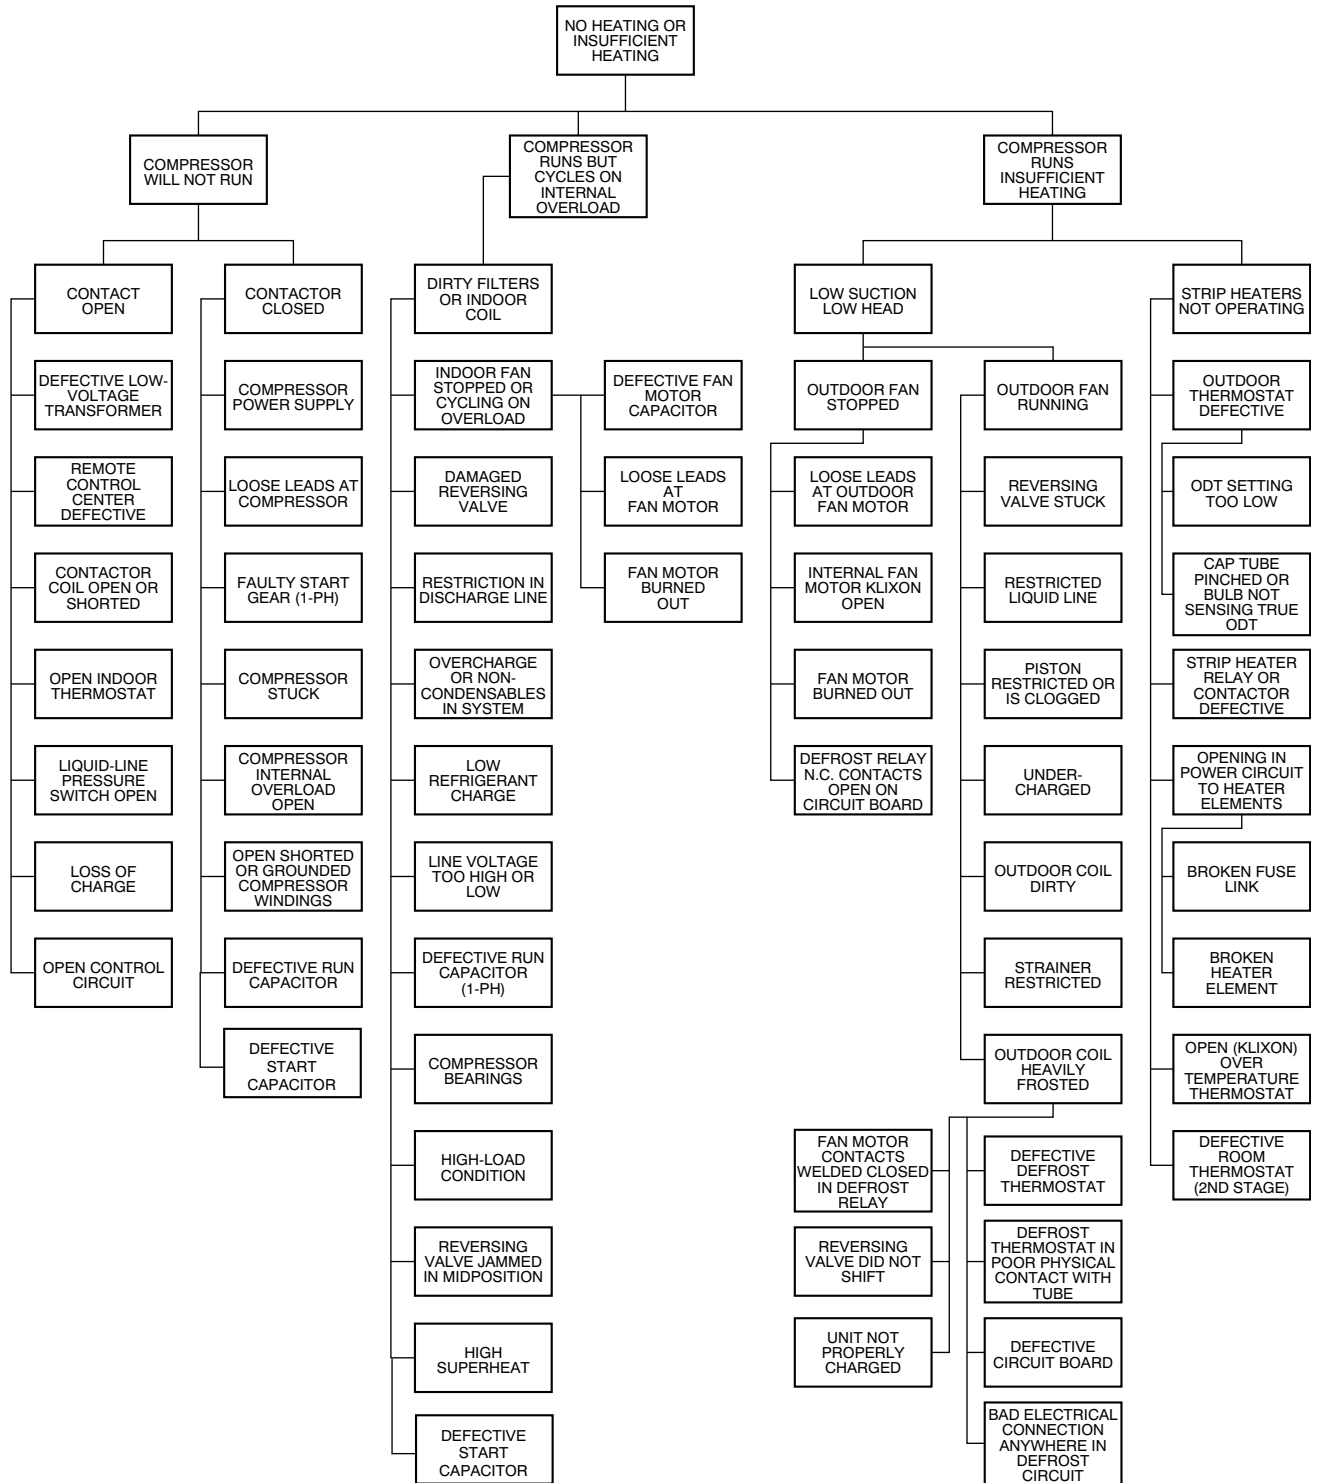 NO HEATING OR
INSUFFICIENT
HEATING
COMPRESSOR
WILL NOT RUN
COMPRESSOR
RUNS BUT
CYCLES ON
INTERNAL
OVERLOAD
COMPRESSOR
RUNS
INSUFFICIENT
HEATING
CONTACT
OPEN
DEFECTIVE LOW-
VOLTAGE
TRANSFORMER
REMOTE
CONTROL
CENTER
DEFECTIVE
CONTACTOR
COIL OPEN OR
SHORTED
OPEN INDOOR
THERMOSTAT
LIQUID-LINE
PRESSURE
SWITCH OPEN
LOSS OF
CHARGE
OPEN CONTROL
CIRCUIT
CONTACTOR
CLOSED
COMPRESSOR
POWER SUPPLY
LOOSE LEADS AT
COMPRESSOR
FAULTY START
GEAR (1-PH)
COMPRESSOR
STUCK
COMPRESSOR
INTERNAL
OVERLOAD
OPEN
OPEN SHORTED
OR GROUNDED
COMPRESSOR
WINDINGS
DEFECTIVE RUN
CAPACITOR
DEFECTIVE
START
CAPACITOR
DIRTY FILTERS
OR INDOOR
COIL
INDOOR FAN
STOPPED OR
CYCLING ON
OVERLOAD
DAMAGED
REVERSING
VALVE
RESTRICTION IN
DISCHARGE LINE
OVERCHARGE
OR NON-
CONDENSABLES
IN SYSTEM
LOW
REFRIGERANT
CHARGE
LINE VOLTAGE
TOO HIGH OR
LOW
DEFECTIVE RUN
CAPACITOR
(1-PH)
COMPRESSOR
BEARINGS
HIGH-LOAD
CONDITION
REVERSING
VALVE JAMMED
IN MIDPOSITION
HIGH
SUPERHEAT
DEFECTIVE
START
CAPACITOR
DEFECTIVE FAN
MOTOR
CAPACITOR
LOOSE LEADS
AT
FAN MOTOR
FAN MOTOR
BURNED
OUT
LOW SUCTION
LOW HEAD
OUTDOOR FAN
STOPPED
LOOSE LEADS
AT OUTDOOR
FAN MOTOR
INTERNAL FAN
MOTOR KLIXON
OPEN
FAN MOTOR
BURNED OUT
DEFROST RELAY
N.C. CONTACTS
OPEN ON
CIRCUIT BOARD
OUTDOOR FAN
RUNNING
REVERSING
VALVE STUCK
RESTRICTED
LIQUID LINE
PISTON
RESTRICTED OR
IS CLOGGED
UNDER-
CHARGED
OUTDOOR COIL
DIRTY
STRAINER
RESTRICTED
OUTDOOR COIL
HEAVILY
FROSTED
FAN MOTOR
CONTACTS
WELDED CLOSED
IN DEFROST
RELAY
REVERSING
VALVE DID NOT
SHIFT
UNIT NOT
PROPERLY
CHARGED
DEFECTIVE
DEFROST
THERMOSTAT
DEFROST
THERMOSTAT IN
POOR PHYSICAL
CONTACT WITH
TUBE
DEFECTIVE
CIRCUIT BOARD
BAD ELECTRICAL
CONNECTION
ANYWHERE IN
DEFROST
CIRCUIT
STRIP HEATERS
NOT OPERATING
OUTDOOR
THERMOSTAT
DEFECTIVE
ODT SETTING
TOO LOW
CAP TUBE
PINCHED OR
BULB NOT
SENSING TRUE
ODT
STRIP HEATER
RELAY OR
CONTACTOR
DEFECTIVE
OPENING IN
POWER CIRCUIT
TO HEATER
ELEMENTS
BROKEN FUSE
LINK
BROKEN
HEATER
ELEMENT
OPEN (KLIXON)
OVER
TEMPERATURE
THERMOSTAT
DEFECTIVE
ROOM
THERMOSTAT
(2ND STAGE)